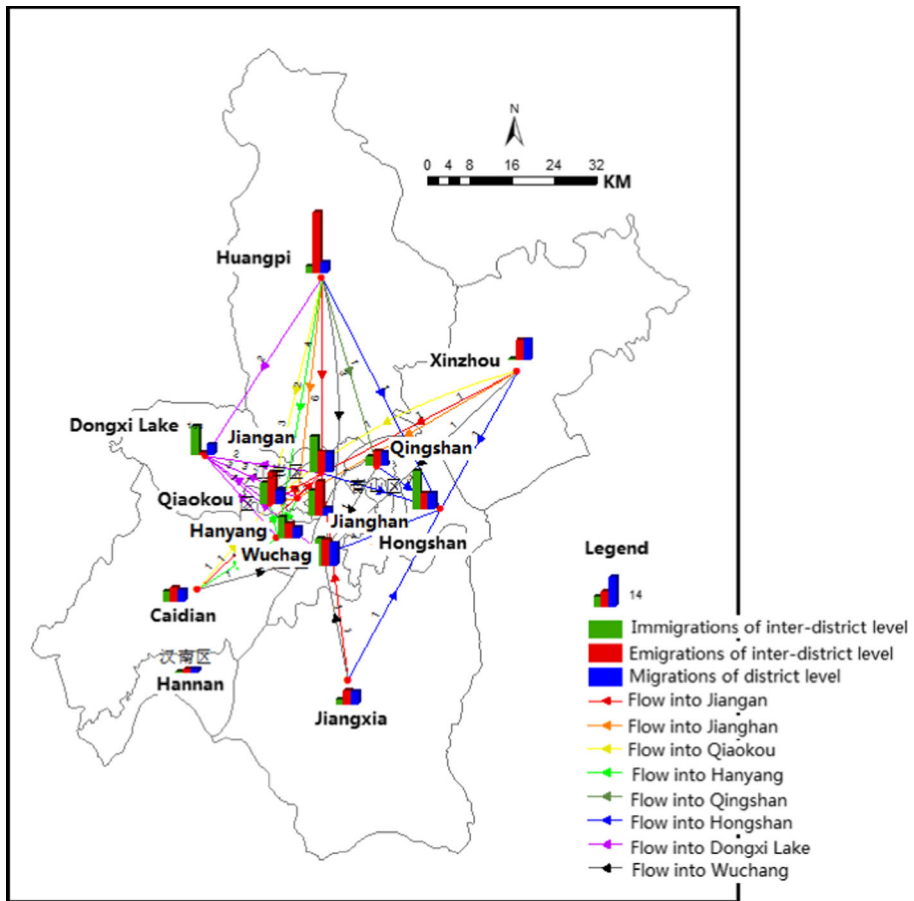 N
0 4 8 16 24 32
KM
Huangpi
Xinzhou
Dongxi Lake
Jiangan
Qingshan
Qiaokou
Hanyang
Jianghan
Wuchag
Hongshan
Caidian
汉南区
Hannan
Jiangxia
Legend
14
Immigrations of inter-district level
Emigrations of inter-district level
Migrations of district level
Flow into Jiangan
Flow into Jianghan
Flow into Qiaokou
Flow into Hanyang
Flow into Qingshan
Flow into Hongshan
Flow into Dongxi Lake
Flow into Wuchang